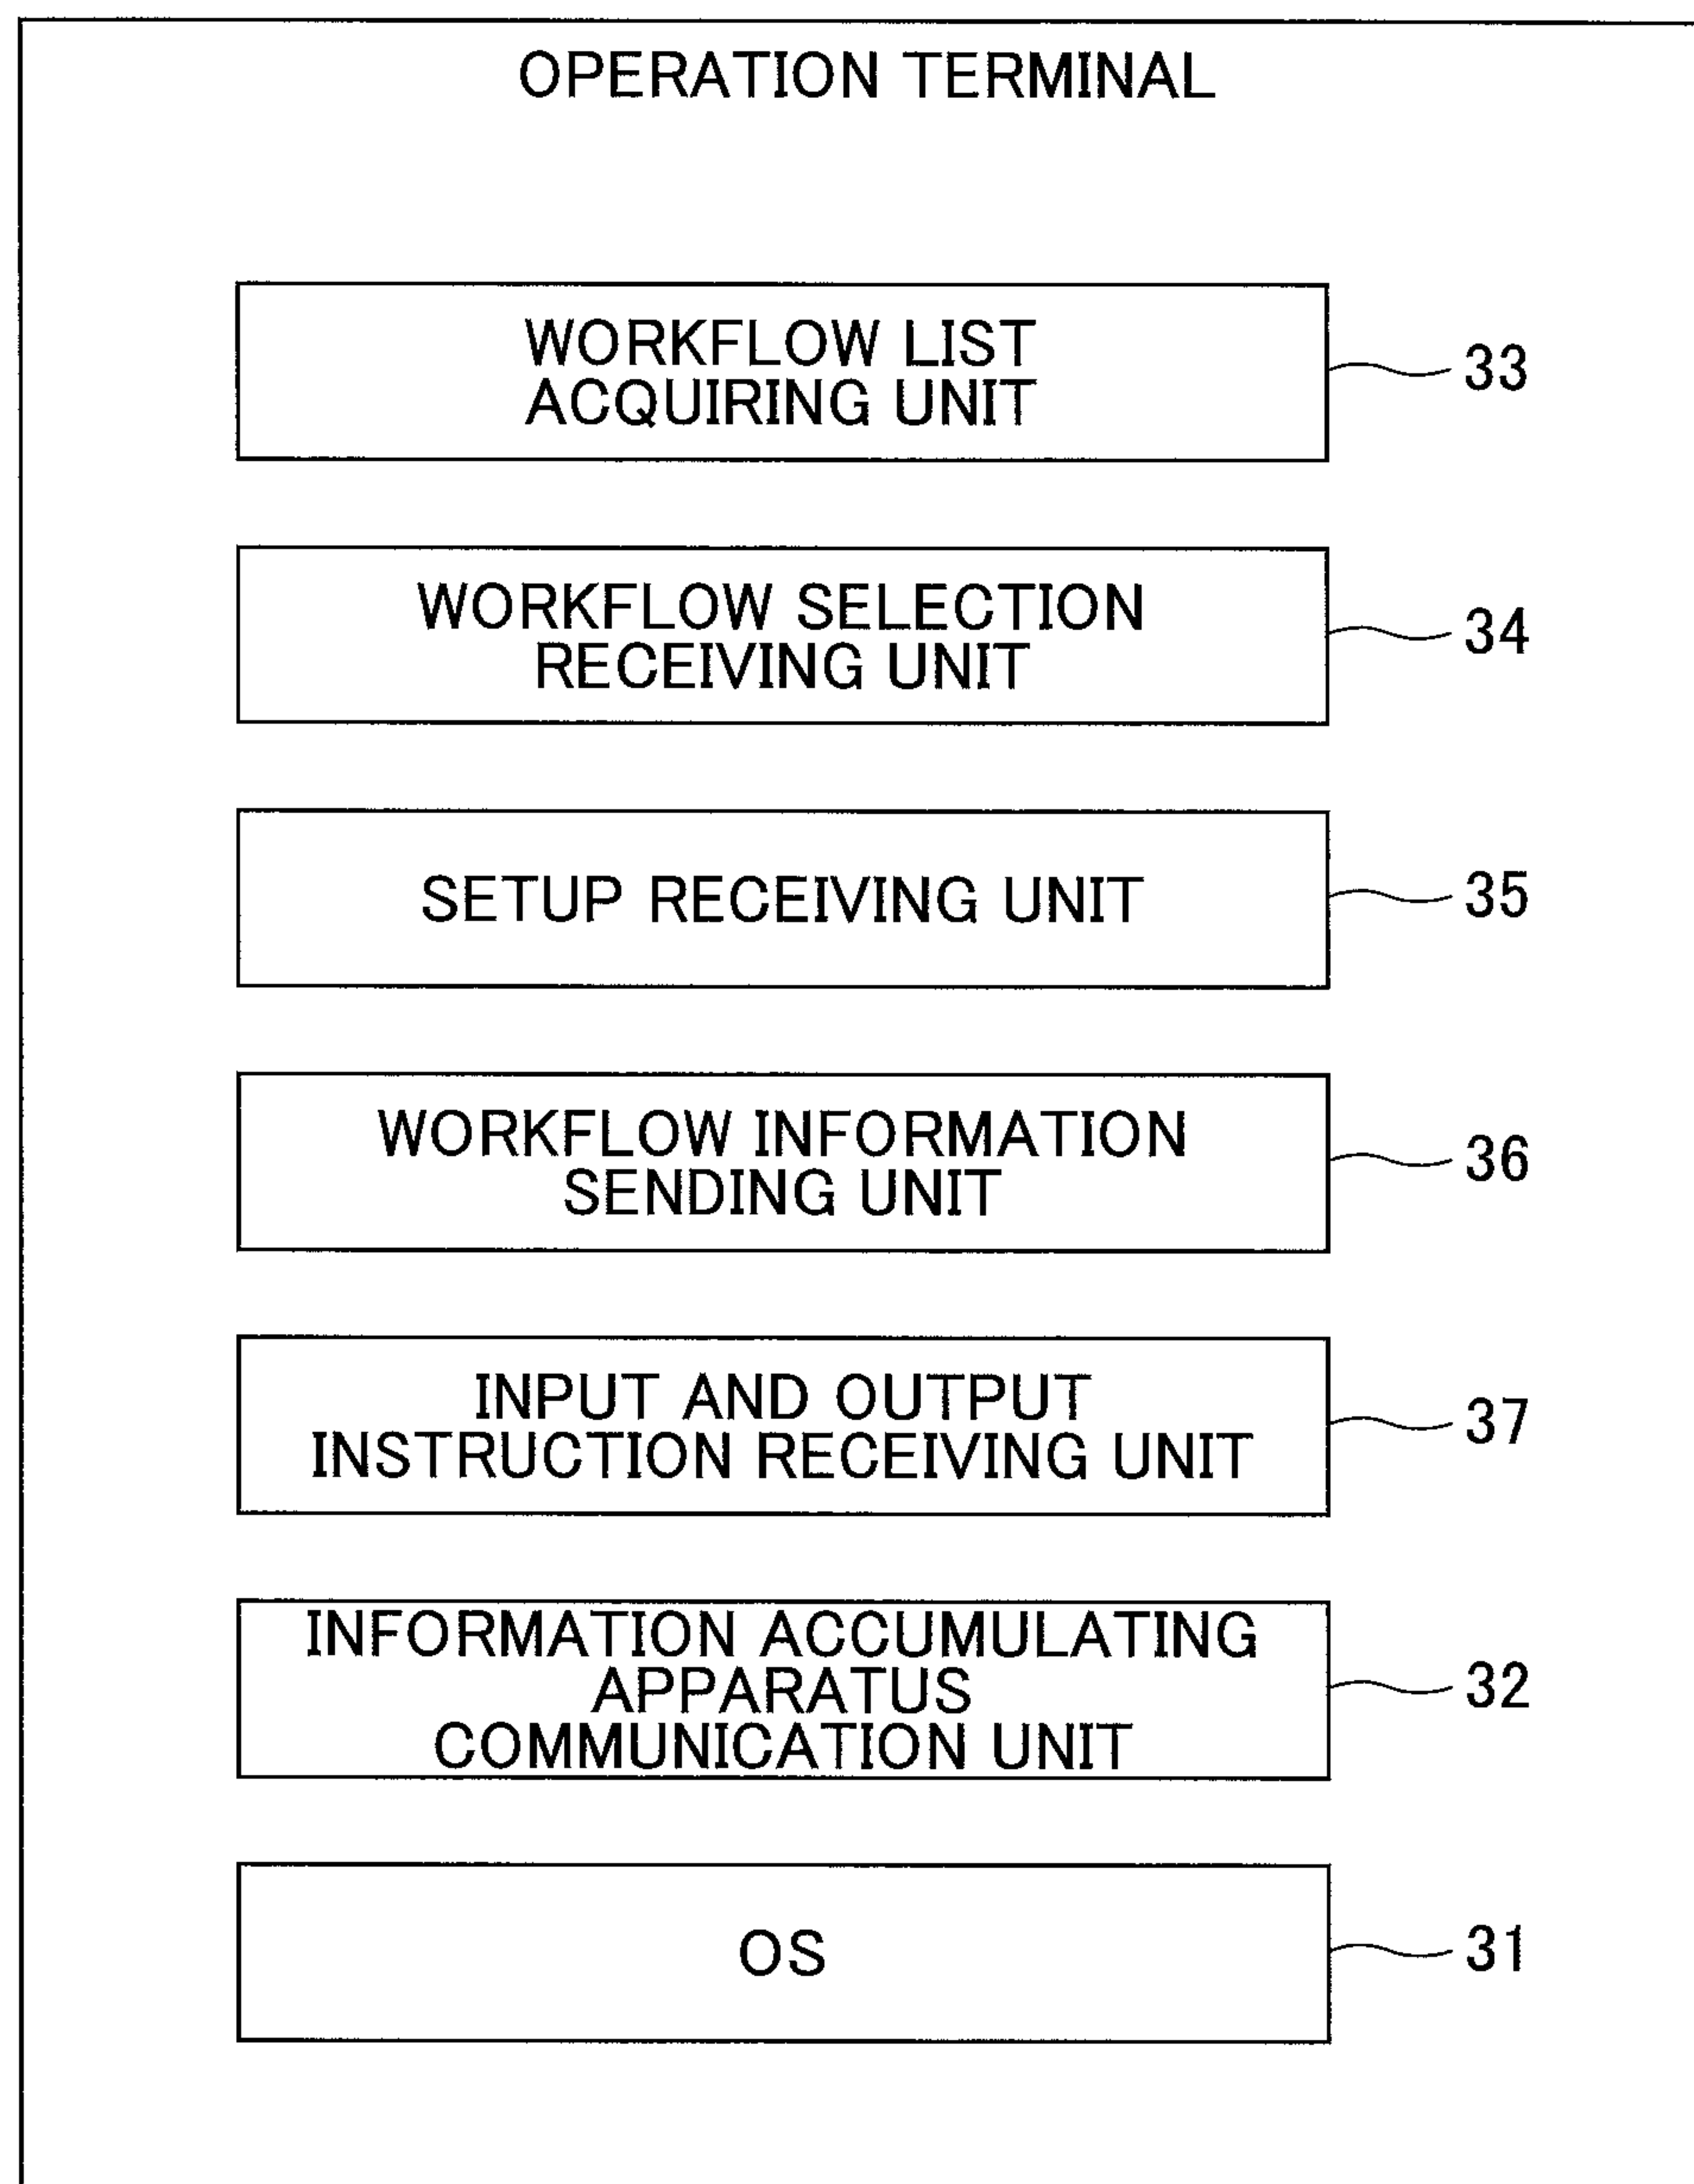 OPERATION TERMINAL
WORKFLOW LIST
ACQUIRING UNIT
33
WORKFLOW SELECTION
RECEIVING UNIT
34
SETUP RECEIVING UNIT
35
WORKFLOW INFORMATION
SENDING UNIT
36
INPUT AND OUTPUT
INSTRUCTION RECEIVING UNIT
37
INFORMATION ACCUMULATING
APPARATUS
COMMUNICATION UNIT
32
OS
31